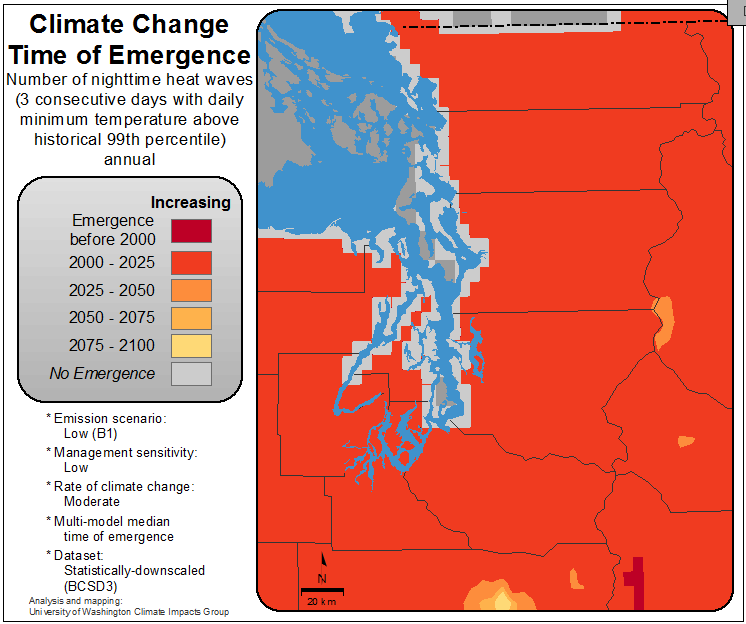 Climate Change
Time of Emergence
Number of nighttime heat waves
(3 consecutive days with daily
minimum temperature above
historical 99th percentile)
annual
Increasing
Emergence
before 2000
2000 - 2025
2025 - 2050
2050 - 2075
2075 - 2100
No Emergence
* Emission scenario:
Low (B1)
* Management sensitivity:
Low
* Rate of climate change:
Moderate
* Multi-model median
time of emergence
* Dataset:
Statistically-downscaled
(BCSD3)
Analysis and mapping:
University of Washington Climate Impacts Group
N
20 km